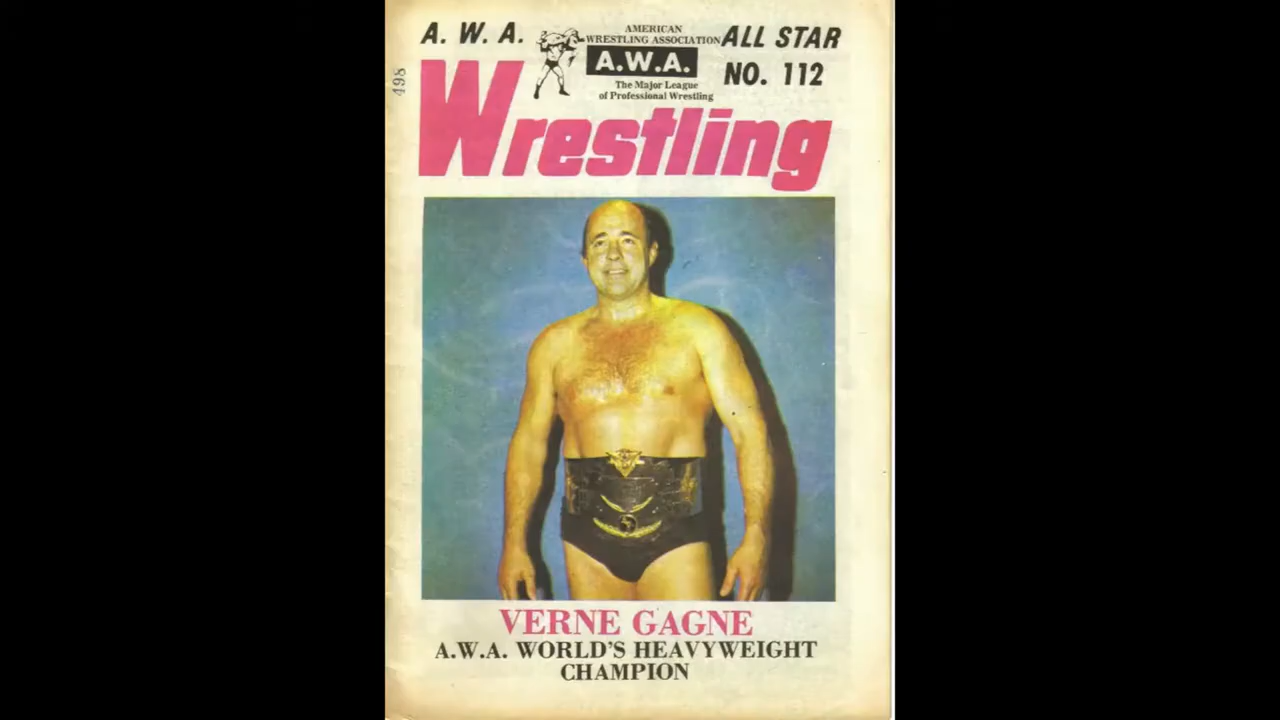 A. W. A.
AMERICAN
WRESTLING ASSOCIATION
A.W.A.
The Major League
of Professional Wrestling
ALL STAR
NO. 112
498
Wrestling
VERNE GAGNE
A.W.A. WORLD'S HEAVYWEIGHT
CHAMPION